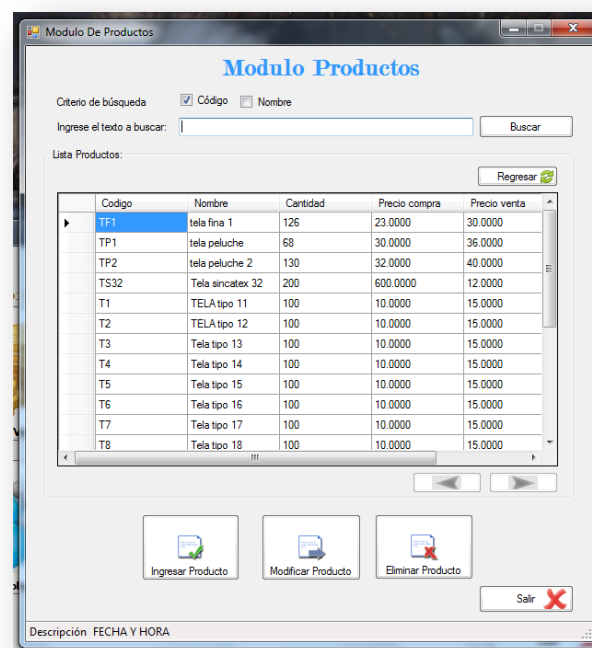 Modulo De Productos
Modulo Productos
Criterio de búsqueda Código Nombre
Ingrese el texto a buscar: Buscar
Lista Productos:
Regresar
Codigo Nombre Cantidad Precio compra Precio venta
TF1 tela fina 1 126 23.0000 30.0000
TP1 tela peluche 68 30.0000 36.0000
TP2 tela peluche 2 130 32.0000 40.0000
TS32 Tela sincatex 32 200 600.0000 12.0000
T1 TELA tipo 11 100 10.0000 15.0000
T2 TELA tipo 12 100 10.0000 15.0000
T3 Tela tipo 13 100 10.0000 15.0000
T4 Tela tipo 14 100 10.0000 15.0000
T5 Tela tipo 15 100 10.0000 15.0000
T6 Tela tipo 16 100 10.0000 15.0000
T7 Tela tipo 17 100 10.0000 15.0000
T8 Tela tipo 18 100 10.0000 15.0000
Ingresar Producto Modificar Producto Eliminar Producto
Salir
Descripción FECHA Y HORA